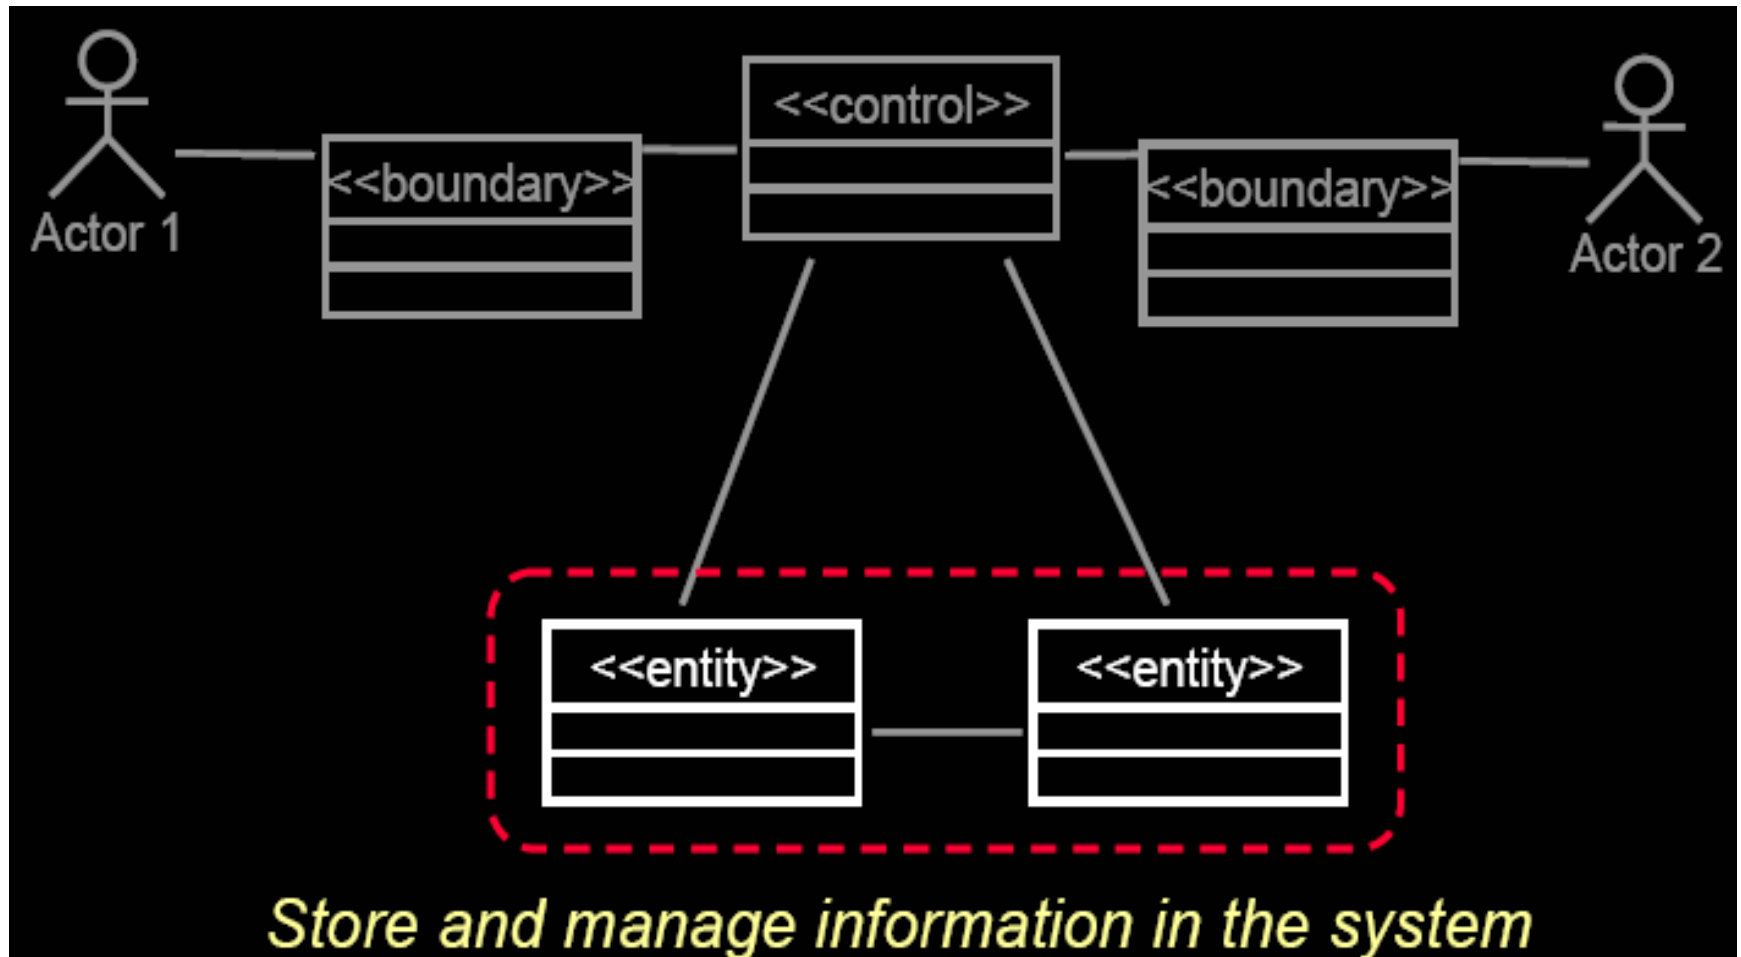 <<control>>
<<boundary>>
<<boundary>>
Actor 1
Actor 2
<<entity>>
<<entity>>
Store and manage information in the system